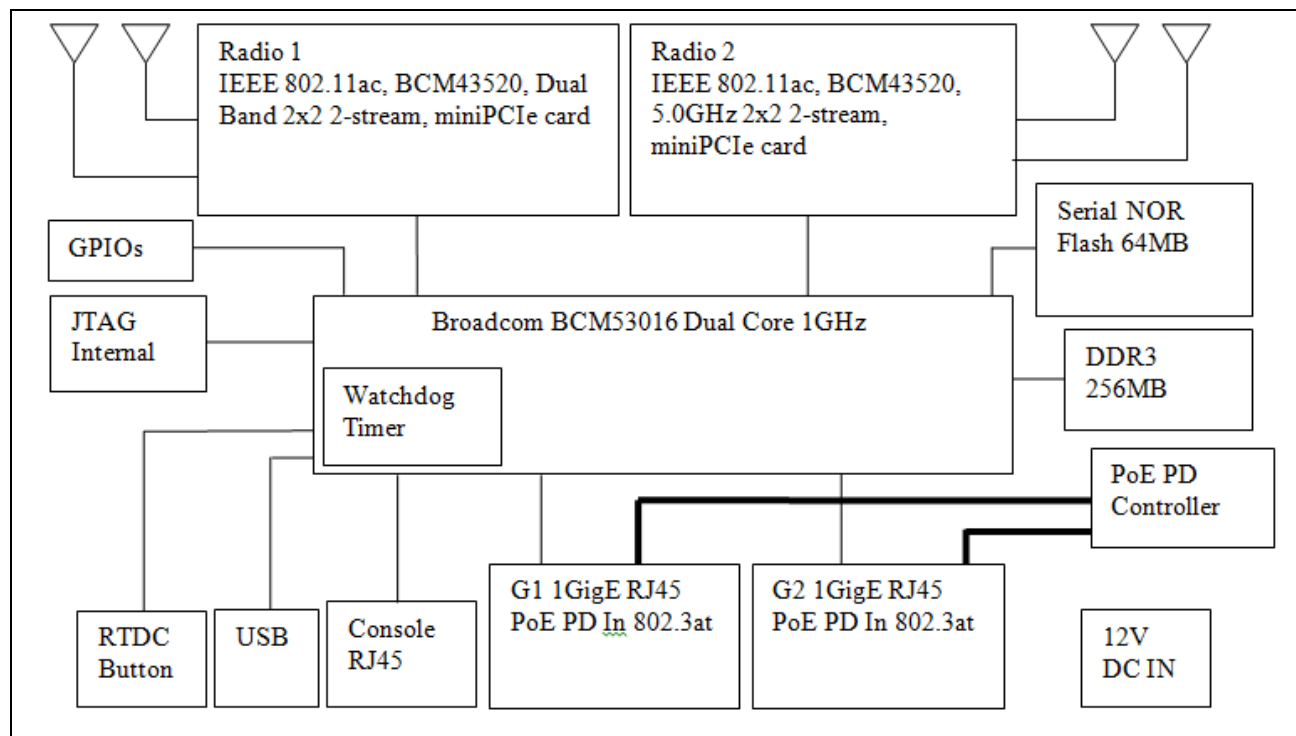 Radio 1
IEEE 802.11ac, BCM43520, Dual
Band 2x2 2-stream, miniPCIe card
Radio 2
IEEE 802.11ac, BCM43520,
5.0GHz 2x2 2-stream,
miniPCIe card
Serial NOR
Flash 64MB
GPIOs
JTAG
Internal
Broadcom BCM53016 Dual Core 1GHz
DDR3
256MB
Watchdog
Timer
PoE PD
Controller
RTDC
Button
USB
Console
RJ45
G1 1GigE RJ45
PoE PD In 802.3at
G2 1GigE RJ45
PoE PD In 802.3at
12V
DC IN